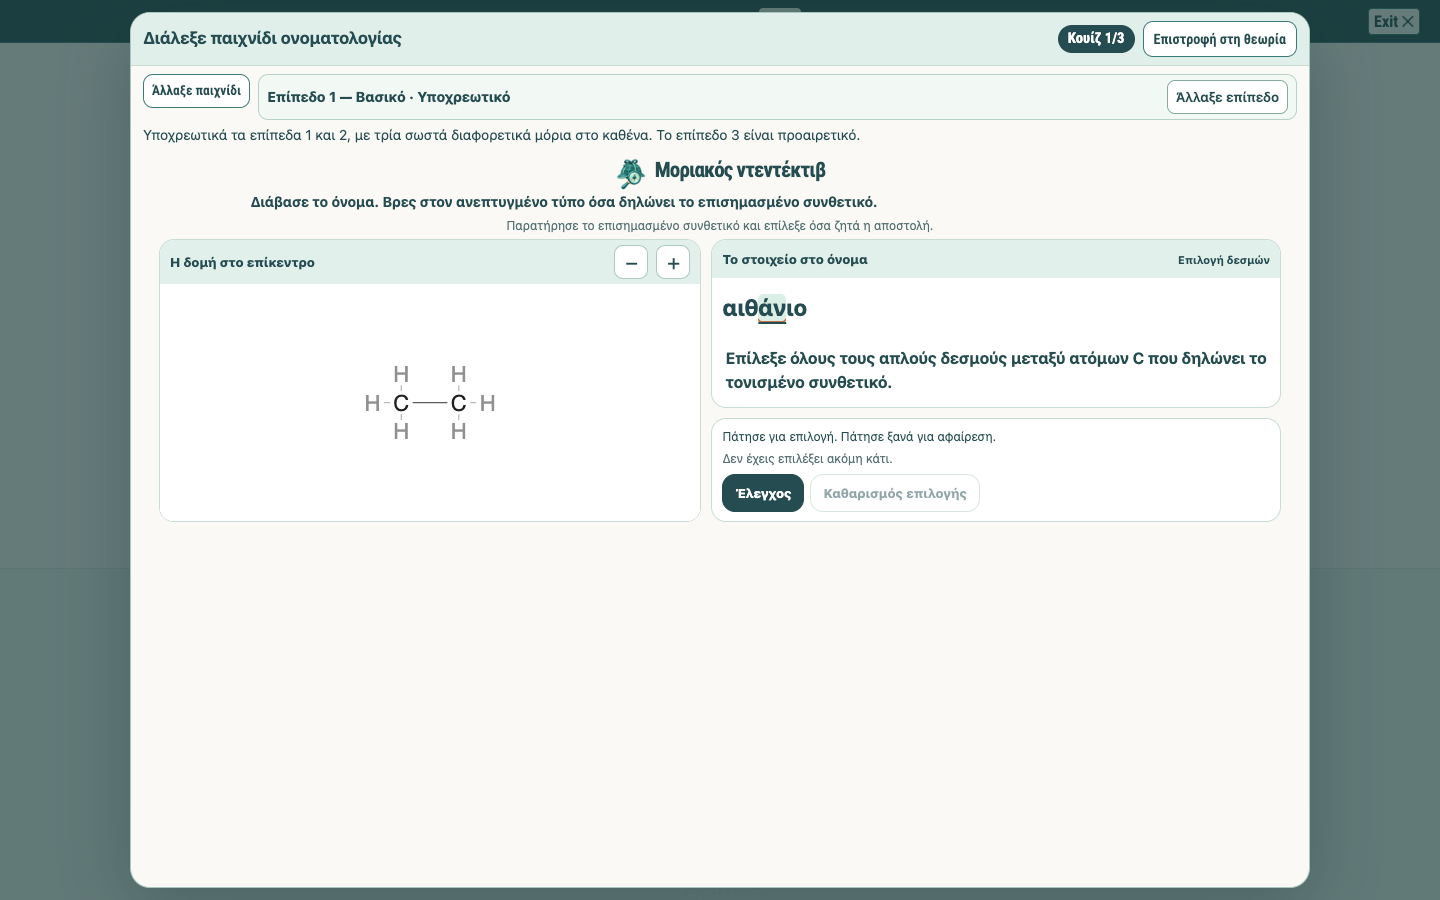 Exit
Διάλεξε παιχνίδι ονοματολογίας
Κουίζ 1/3
Επιστροφή στη θεωρία
Άλλαξε παιχνίδι
Επίπεδο 1 — Βασικό · Υποχρεωτικό
Άλλαξε επίπεδο
Υποχρεωτικά τα επίπεδα 1 και 2, με τρία σωστά διαφορετικά μόρια στο καθένα. Το επίπεδο 3 είναι προαιρετικό.
Μοριακός ντετέκτιβ
Διάβασε το όνομα. Βρες στον ανεπτυγμένο τύπο όσα δηλώνει το επισημασμένο συνθετικό.
Παρατήρησε το επισημασμένο συνθετικό και επίλεξε όσα ζητά η αποστολή.
Η δομή στο επίκεντρο
−
+
H H
H C C H
H H
Το στοιχείο στο όνομα
Επιλογή δεσμών
αιθάνιο
Επίλεξε όλους τους απλούς δεσμούς μεταξύ ατόμων C που δηλώνει το
τονισμένο συνθετικό.
Πάτησε για επιλογή. Πάτησε ξανά για αφαίρεση.
Δεν έχεις επιλέξει ακόμη κάτι.
Έλεγχος
Καθαρισμός επιλογής